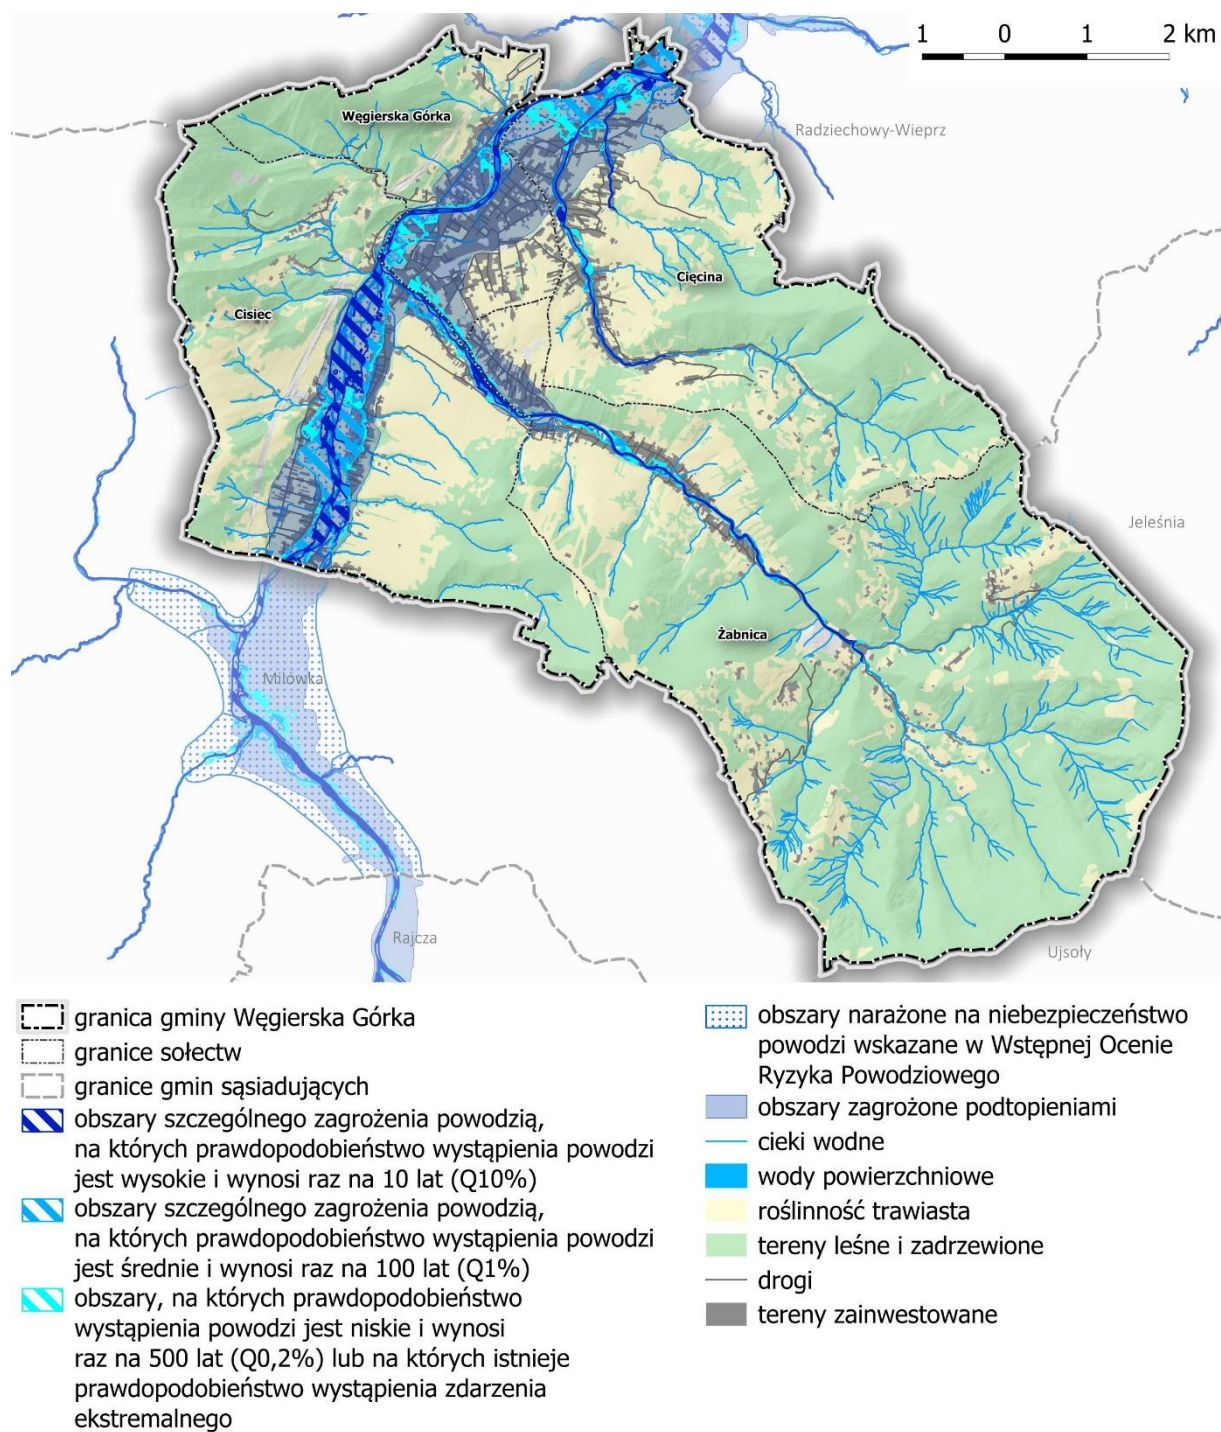 1 0 1 2 km
Węgierska Górka
Radziechowy-Wieprz
Cięcina
Cisiec
Jeleśnia
Żabnica
Milówka
Rajcza
Ujsoły
granica gminy Węgierska Górka
granice sołectw
granice gmin sąsiadujących
obszary szczególnego zagrożenia powodzią,
na których prawdopodobieństwo wystąpienia powodzi
jest wysokie i wynosi raz na 10 lat (Q10%)
obszary szczególnego zagrożenia powodzią,
na których prawdopodobieństwo wystąpienia powodzi
jest średnie i wynosi raz na 100 lat (Q1%)
obszary, na których prawdopodobieństwo
wystąpienia powodzi jest niskie i wynosi
raz na 500 lat (Q0,2%) lub na których istnieje
prawdopodobieństwo wystąpienia zdarzenia
ekstremalnego
obszary narażone na niebezpieczeństwo
powodzi wskazane w Wstępnej Ocenie
Ryzyka Powodziowego
obszary zagrożone podtopieniami
cieki wodne
wody powierzchniowe
roślinność trawiasta
tereny leśne i zadrzewione
drogi
tereny zainwestowane